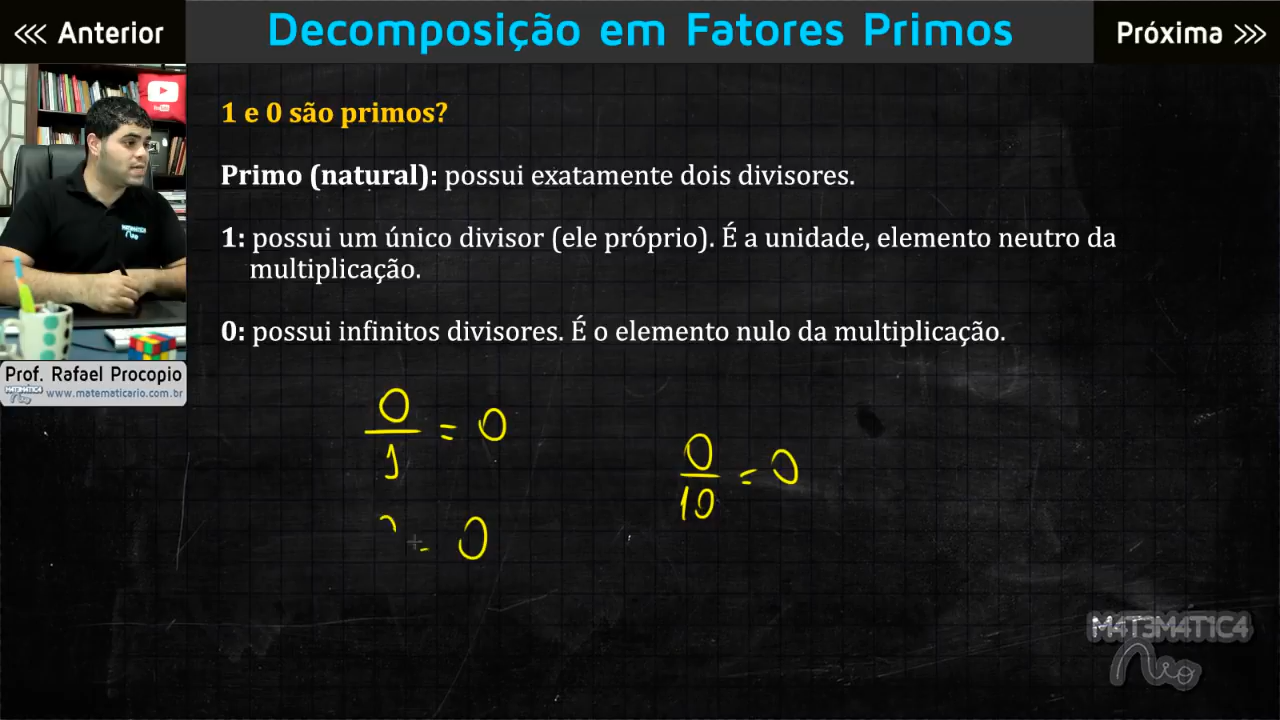 <<< Anterior
Decomposição em Fatores Primos
Próxima >>>
1 e 0 são primos?
Primo (natural): possui exatamente dois divisores.
1: possui um único divisor (ele próprio). É a unidade, elemento neutro da
multiplicação.
0: possui infinitos divisores. É o elemento nulo da multiplicação.
Prof. Rafael Procopio
MAT3MÁTIC4
Rio
www.matematicario.com.br
0/1 = 0
0/10 = 0
0
M4T3M4TIC4
Rio